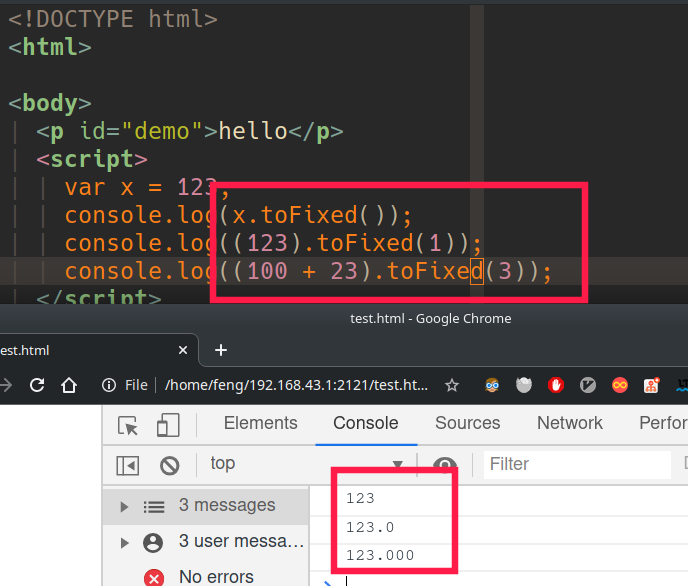 <!DOCTYPE html>
<html>
<body>
<p id="demo">hello</p>
<script>
var x = 123;
console.log(x.toFixed());
console.log((123).toFixed(1));
console.log((100 + 23).toFixed(3));
</script>
test.html - Google Chrome
est.html
File /home/feng/192.168.43.1:2121/test.ht...
Elements Console Sources Network Perfor
top Filter
3 messages
3 user messa...
No errors
123
123.0
123.000